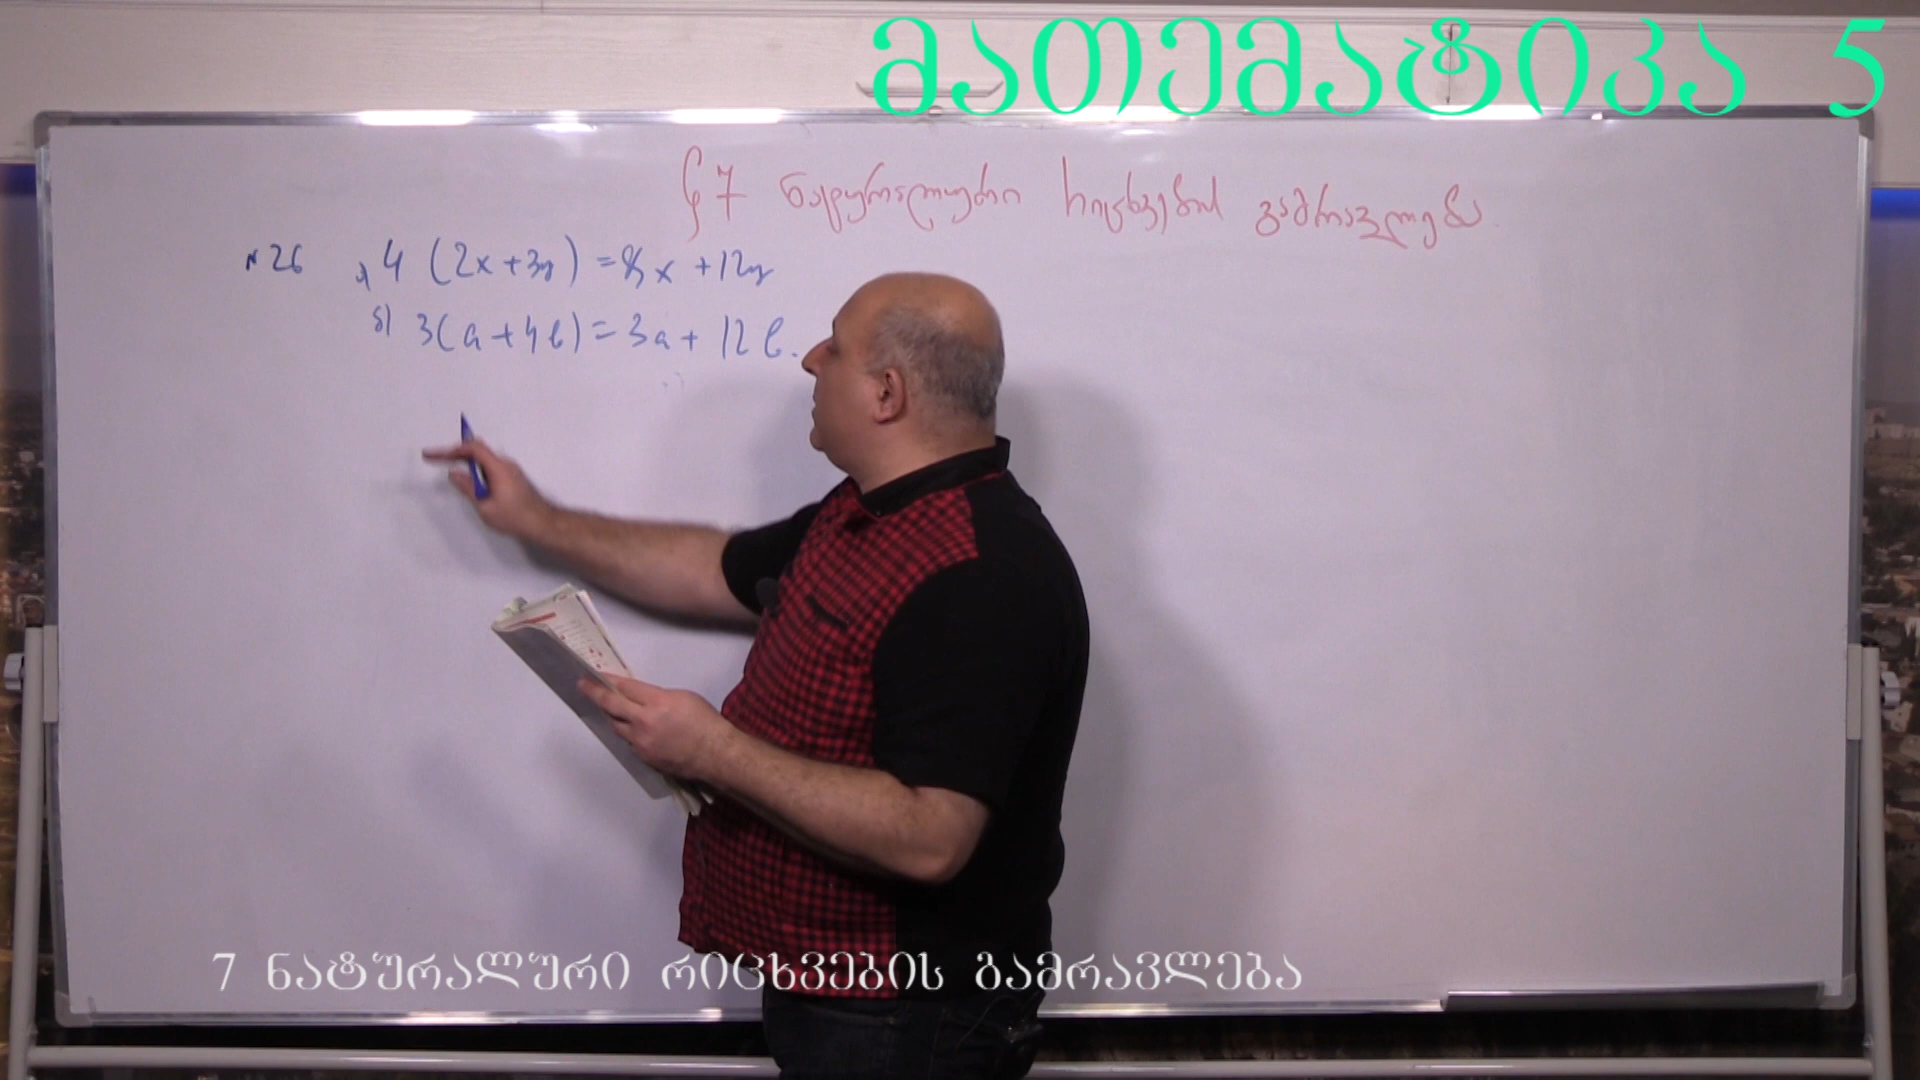 მათემატიკა 5
§7 ნატურალური რიცხვების გამრავლება
№26 ა) 4 (2x+3y) = 8x +12y
ბ) 3(a+4b) = 3a + 12b.
7 ნატურალური რიცხვების გამრავლება